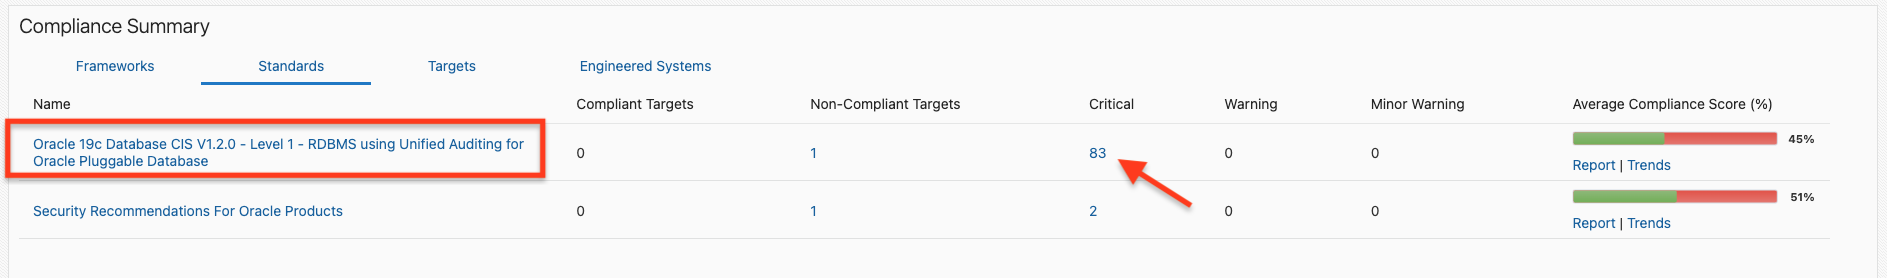 Compliance Summary
Frameworks Standards Targets Engineered Systems
Name Compliant Targets Non-Compliant Targets Critical Warning Minor Warning Average Compliance Score (%)
Oracle 19c Database CIS V1.2.0 - Level 1 - RDBMS using Unified Auditing for
Oracle Pluggable Database
0 1 83 0 0 45%
Report | Trends
Security Recommendations For Oracle Products 0 1 2 0 0 51%
Report | Trends